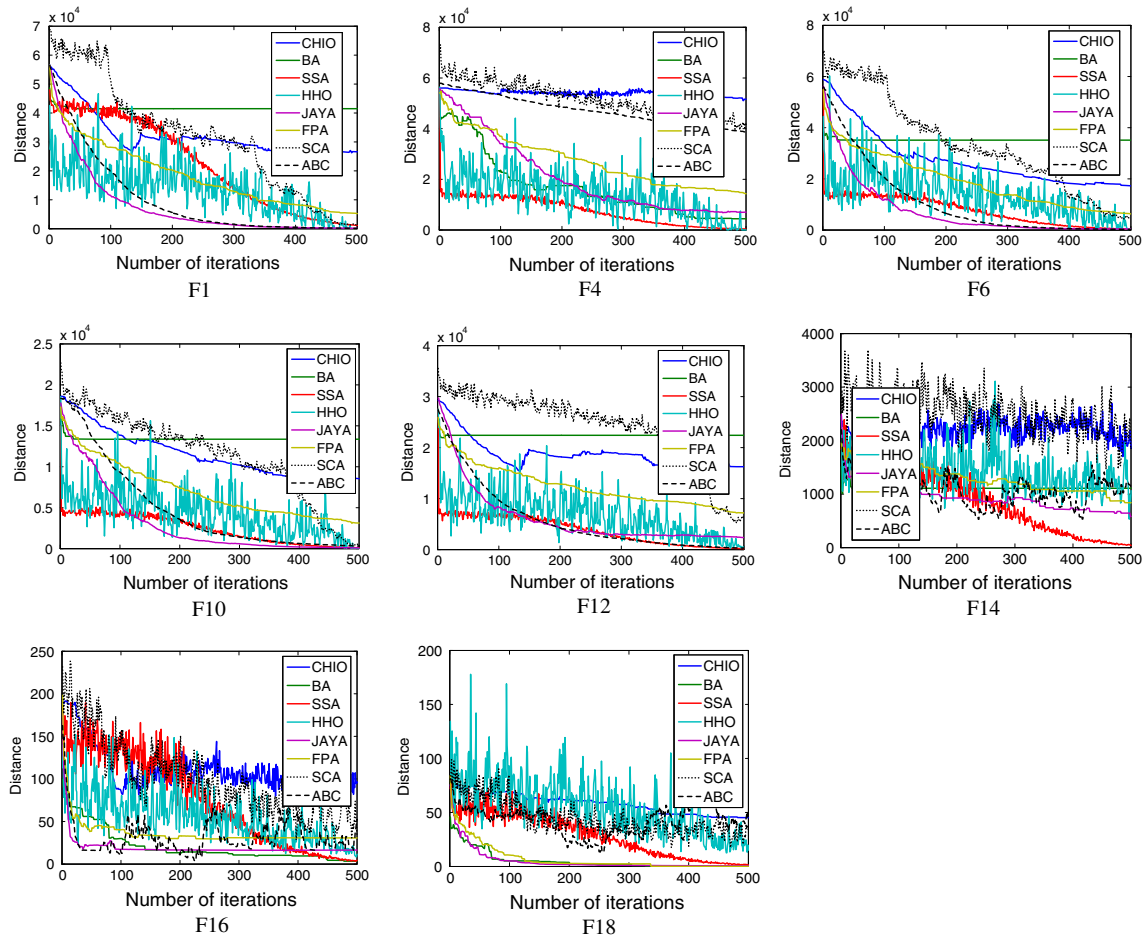 x 10^4
7
6
5
4
3
2
1
0
Distance
0 100 200 300 400 500
Number of iterations
CHIO
BA
SSA
HHO
JAYA
FPA
SCA
ABC
F1
x 10^4
8
6
4
2
0
Distance
0 100 200 300 400 500
Number of iterations
CHIO
BA
SSA
HHO
JAYA
FPA
SCA
ABC
F4
x 10^4
8
6
4
2
0
Distance
0 100 200 300 400 500
Number of iterations
CHIO
BA
SSA
HHO
JAYA
FPA
SCA
ABC
F6
x 10^4
2.5
2
1.5
1
0.5
0
Distance
0 100 200 300 400 500
Number of iterations
CHIO
BA
SSA
HHO
JAYA
FPA
SCA
ABC
F10
x 10^4
4
3
2
1
0
Distance
0 100 200 300 400 500
Number of iterations
CHIO
BA
SSA
HHO
JAYA
FPA
SCA
ABC
F12
4000
3000
2000
1000
0
Distance
0 100 200 300 400 500
Number of iterations
CHIO
BA
SSA
HHO
JAYA
FPA
SCA
ABC
F14
250
200
150
100
50
0
Distance
0 100 200 300 400 500
Number of iterations
CHIO
BA
SSA
HHO
JAYA
FPA
SCA
ABC
F16
200
150
100
50
0
Distance
0 100 200 300 400 500
Number of iterations
CHIO
BA
SSA
HHO
JAYA
FPA
SCA
ABC
F18